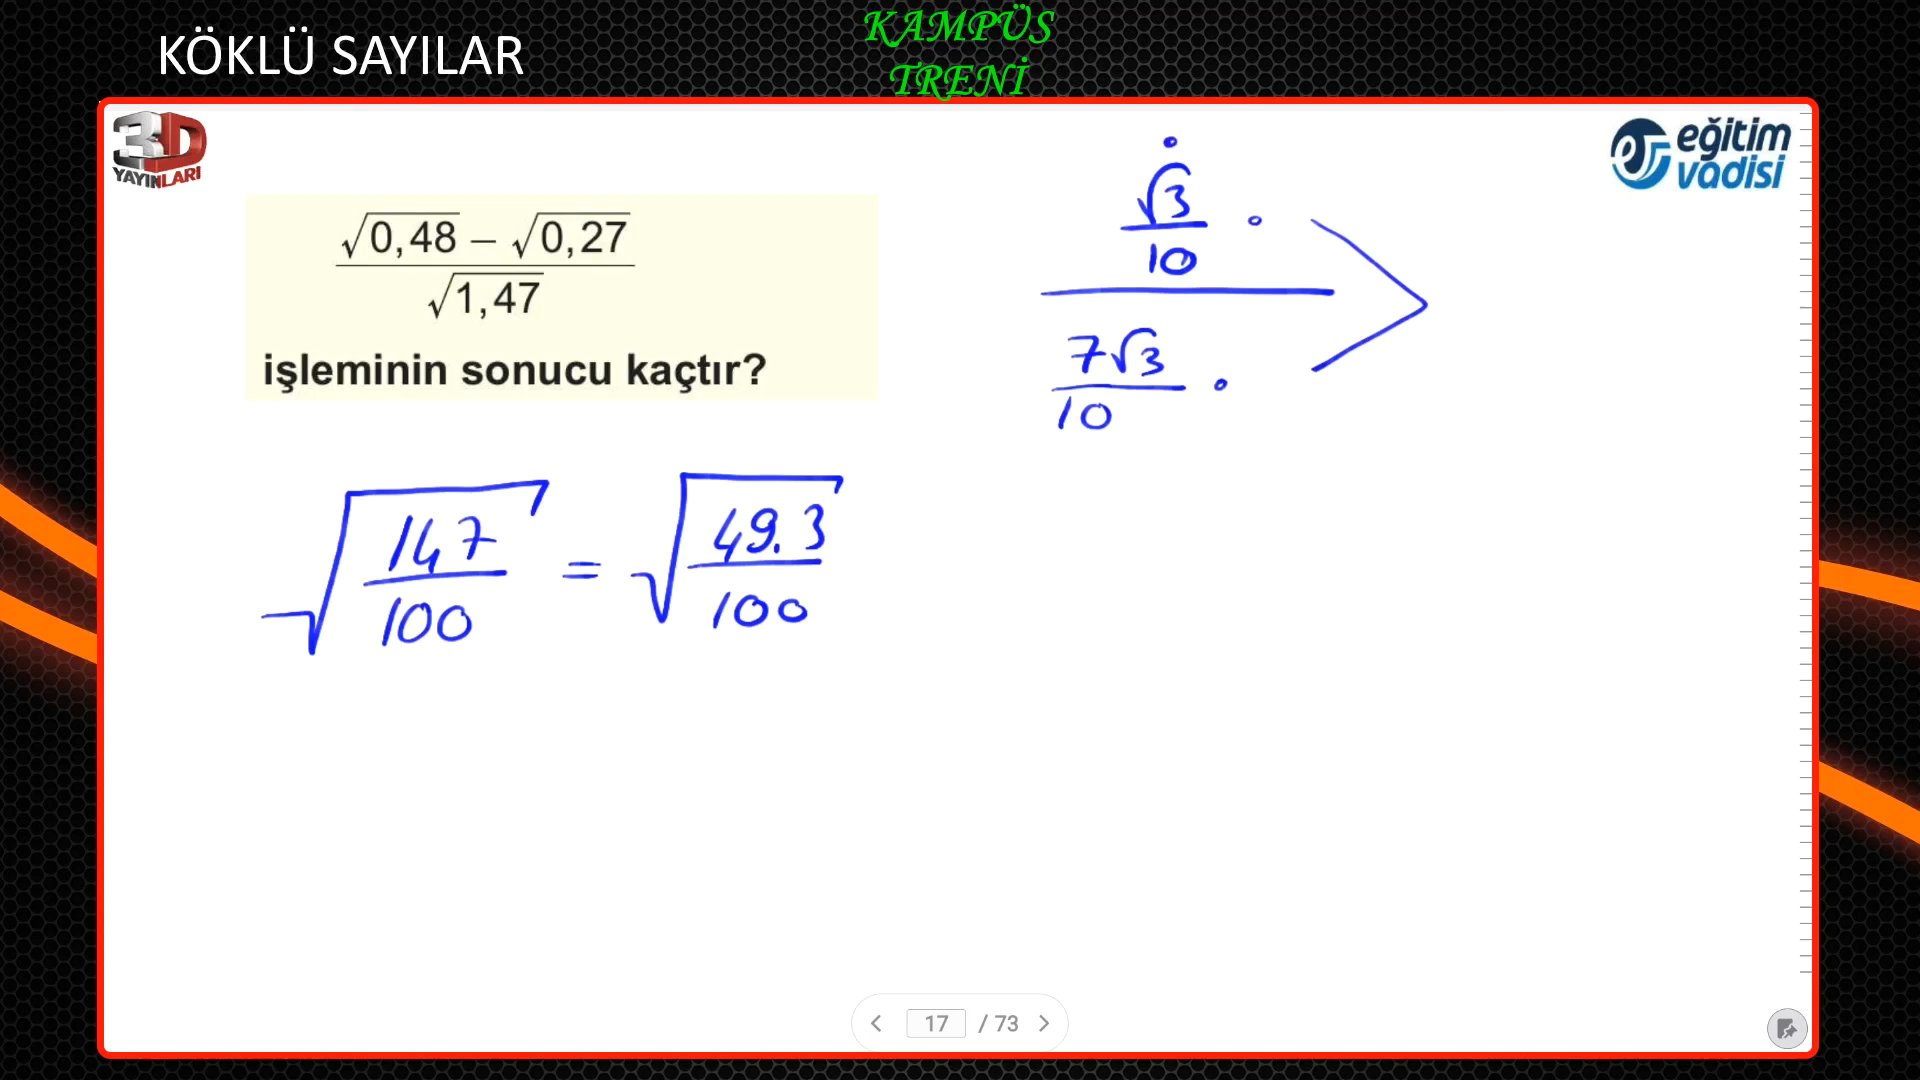 KÖKLÜ SAYILAR
KAMPÜS
TRENİ
3D
YAYINLARI
eğitim
vadisi
√0,48 – √0,27
√1,47
işleminin sonucu kaçtır?
√3
10
7√3
10
√147/100 = √49.3/100
17 / 73